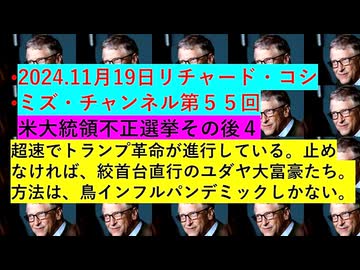 ・2024.11月19日リチャード・コシ
・ミズ・チャンネル第５５回
米大統領不正選挙その後４
超速でトランプ革命が進行している。止め
なければ、絞首台直行のユダヤ大富豪たち。
方法は、鳥インフルパンデミックしかない。